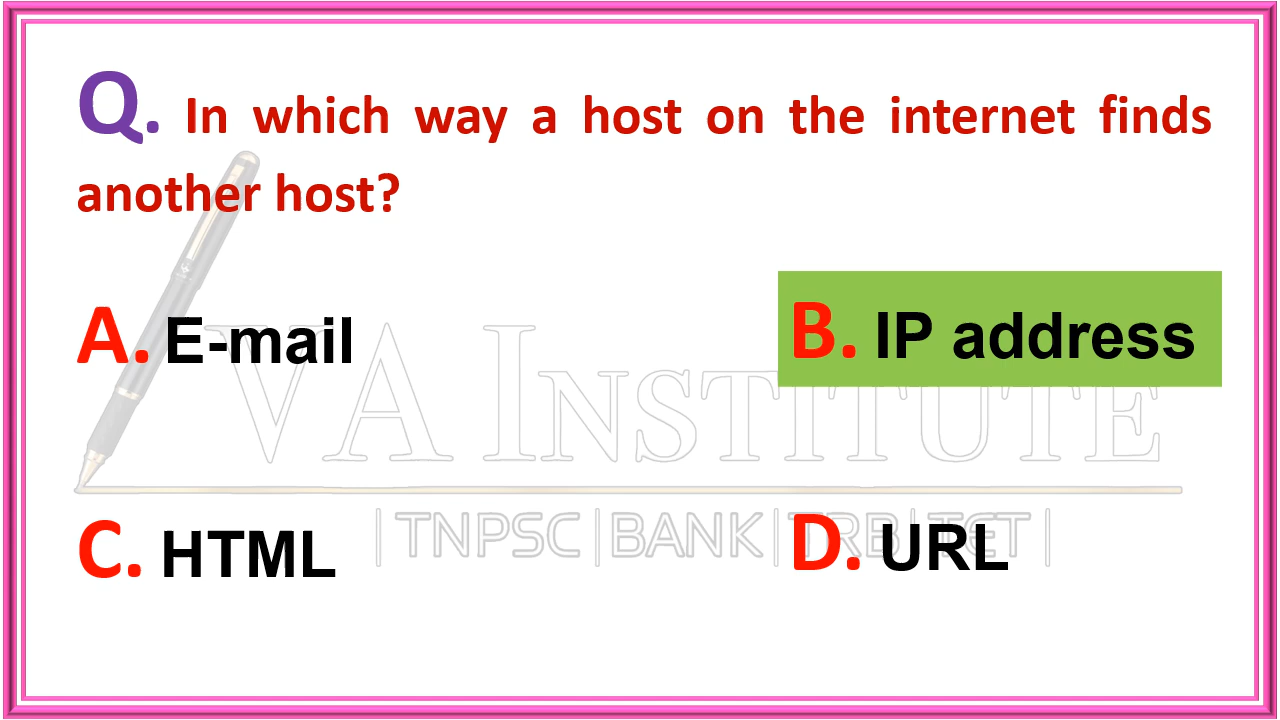 Q. In which way a host on the internet finds
another host?
A. E-mail
B. IP address
VA INSTITUTE
|TNPSC|BANK|TRB|TET|
C. HTML
D. URL